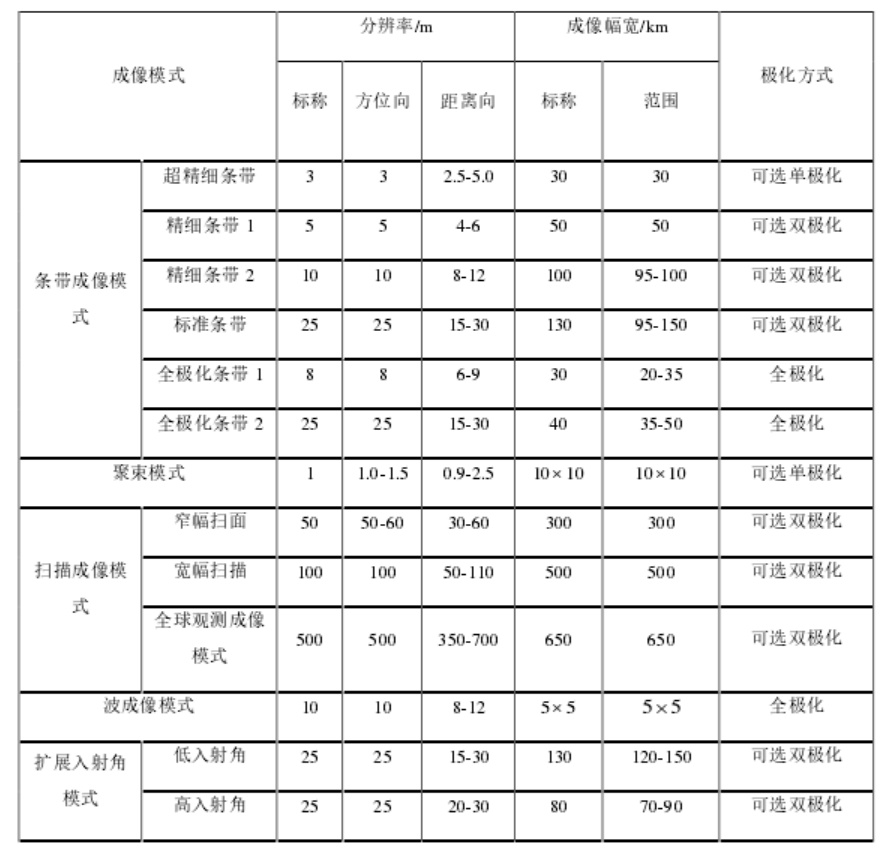 成像模式 分辨率/m 成像幅宽/km 极化方式
标称 方位向 距离向 标称 范围
条带成像模式 超精细条带 3 3 2.5-5.0 30 30 可选单极化
精细条带 1 5 5 4-6 50 50 可选双极化
精细条带 2 10 10 8-12 100 95-100 可选双极化
标准条带 25 25 15-30 130 95-150 可选双极化
全极化条带 1 8 8 6-9 30 20-35 全极化
全极化条带 2 25 25 15-30 40 35-50 全极化
聚束模式 1 1.0-1.5 0.9-2.5 10×10 10×10 可选单极化
扫描成像模式 窄幅扫面 50 50-60 30-60 300 300 可选双极化
宽幅扫描 100 100 50-110 500 500 可选双极化
全球观测成像模式 500 500 350-700 650 650 可选双极化
波成像模式 10 10 8-12 5×5 5×5 全极化
扩展入射角模式 低入射角 25 25 15-30 130 120-150 可选双极化
高入射角 25 25 20-30 80 70-90 可选双极化